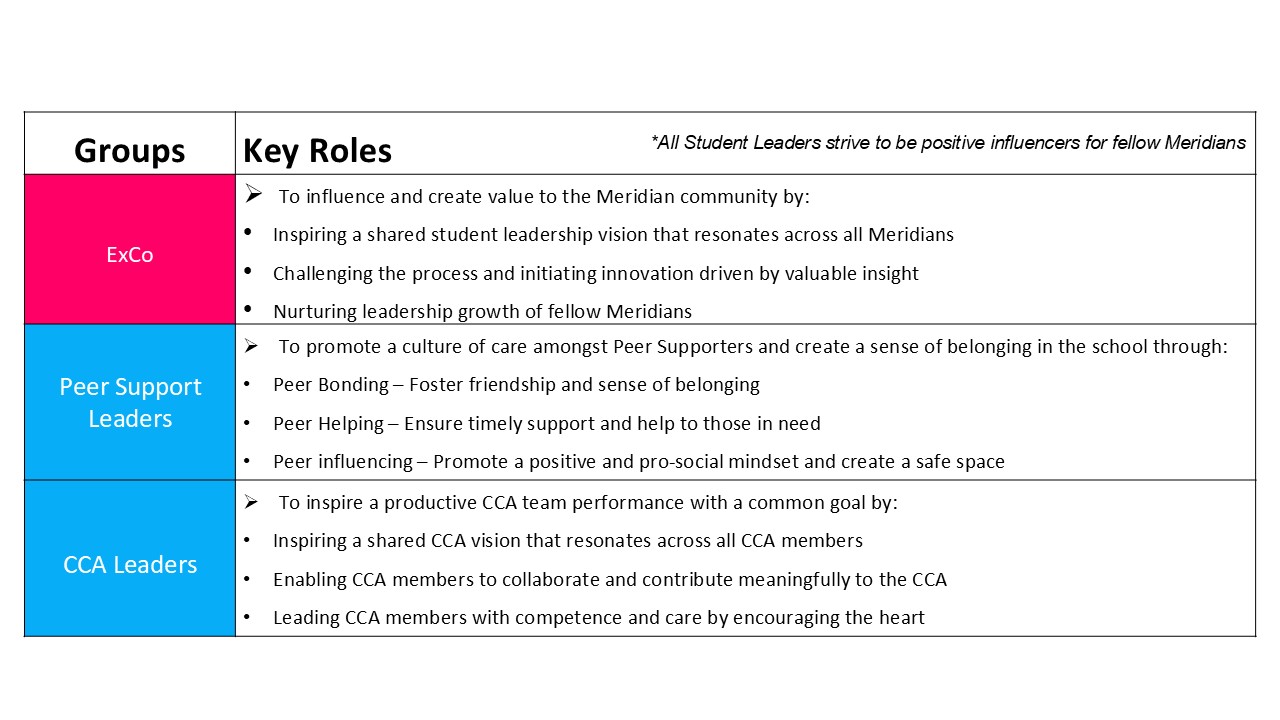 Groups
Key Roles
*All Student Leaders strive to be positive influencers for fellow Meridians
ExCo
➢ To influence and create value to the Meridian community by:
• Inspiring a shared student leadership vision that resonates across all Meridians
• Challenging the process and initiating innovation driven by valuable insight
• Nurturing leadership growth of fellow Meridians
Peer Support
Leaders
➢ To promote a culture of care amongst Peer Supporters and create a sense of belonging in the school through:
• Peer Bonding – Foster friendship and sense of belonging
• Peer Helping – Ensure timely support and help to those in need
• Peer influencing – Promote a positive and pro-social mindset and create a safe space
CCA Leaders
➢ To inspire a productive CCA team performance with a common goal by:
• Inspiring a shared CCA vision that resonates across all CCA members
• Enabling CCA members to collaborate and contribute meaningfully to the CCA
• Leading CCA members with competence and care by encouraging the heart